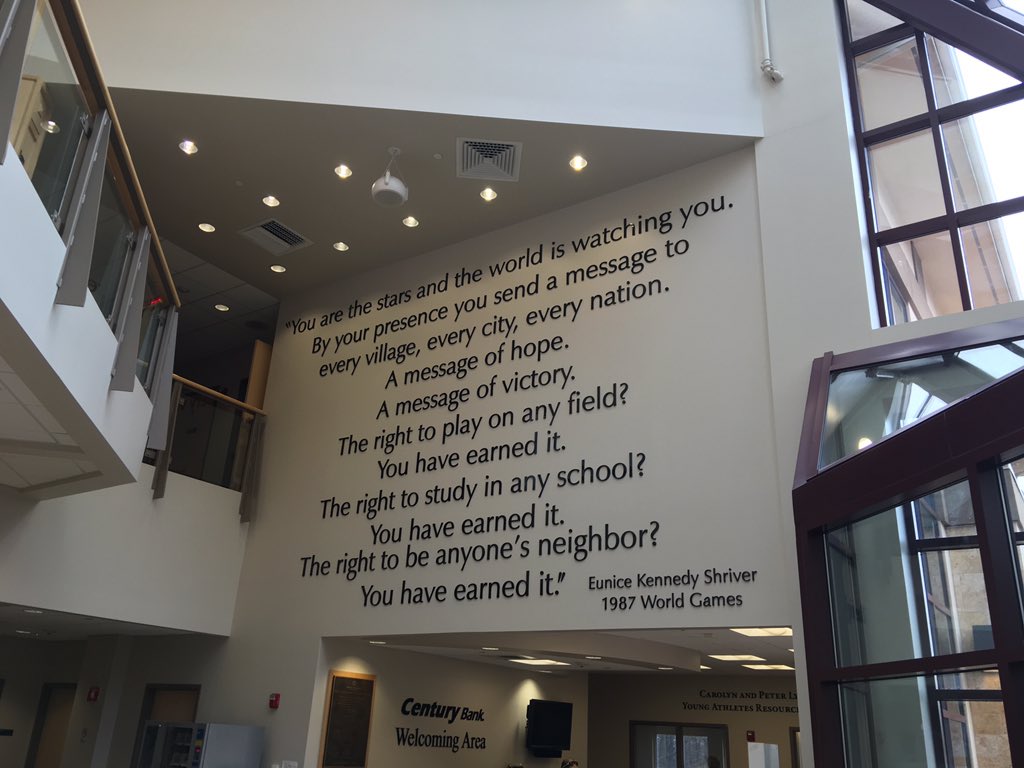 "You are the stars and the world is watching you.
By your presence you send a message to
every village, every city, every nation.
A message of hope.
A message of victory.
The right to play on any field?
You have earned it.
The right to study in any school?
You have earned it.
The right to be anyone's neighbor?
You have earned it."
Eunice Kennedy Shriver
1987 World Games
Century Bank
Welcoming Area
Carolyn and Peter
Young Athletes